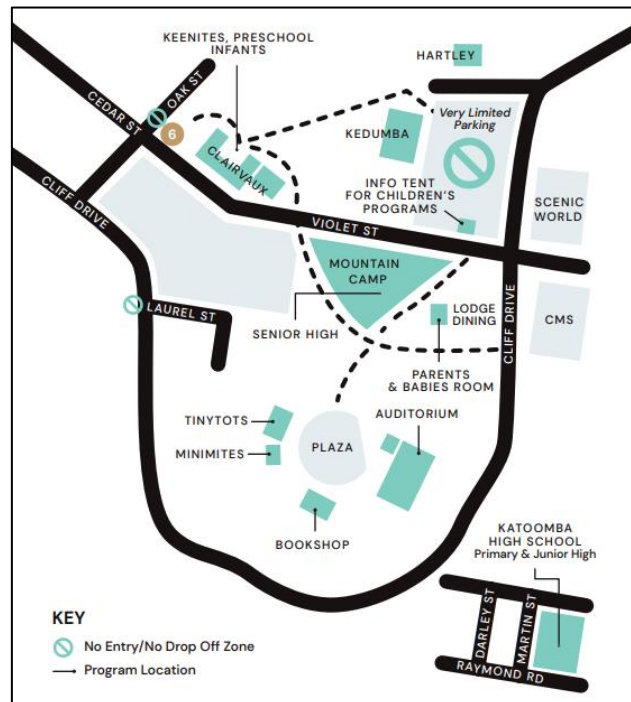 KEENITES, PRESCHOOL
INFANTS
HARTLEY
OAK ST
CEDAR ST
6
Very Limited
Parking
KEDUMBA
CLAIRVAUX
CLIFF DRIVE
INFO TENT
FOR CHILDREN'S
PROGRAMS
SCENIC
WORLD
VIOLET ST
MOUNTAIN
CAMP
LAUREL ST
SENIOR HIGH
LODGE
DINING
CLIFF DRIVE
CMS
PARENTS
& BABIES ROOM
TINYTOTS
AUDITORIUM
MINIMITES
PLAZA
BOOKSHOP
KATOOMBA
HIGH SCHOOL
Primary & Junior High
DARLEY ST
MARTIN ST
RAYMOND RD
KEY
No Entry/No Drop Off Zone
Program Location